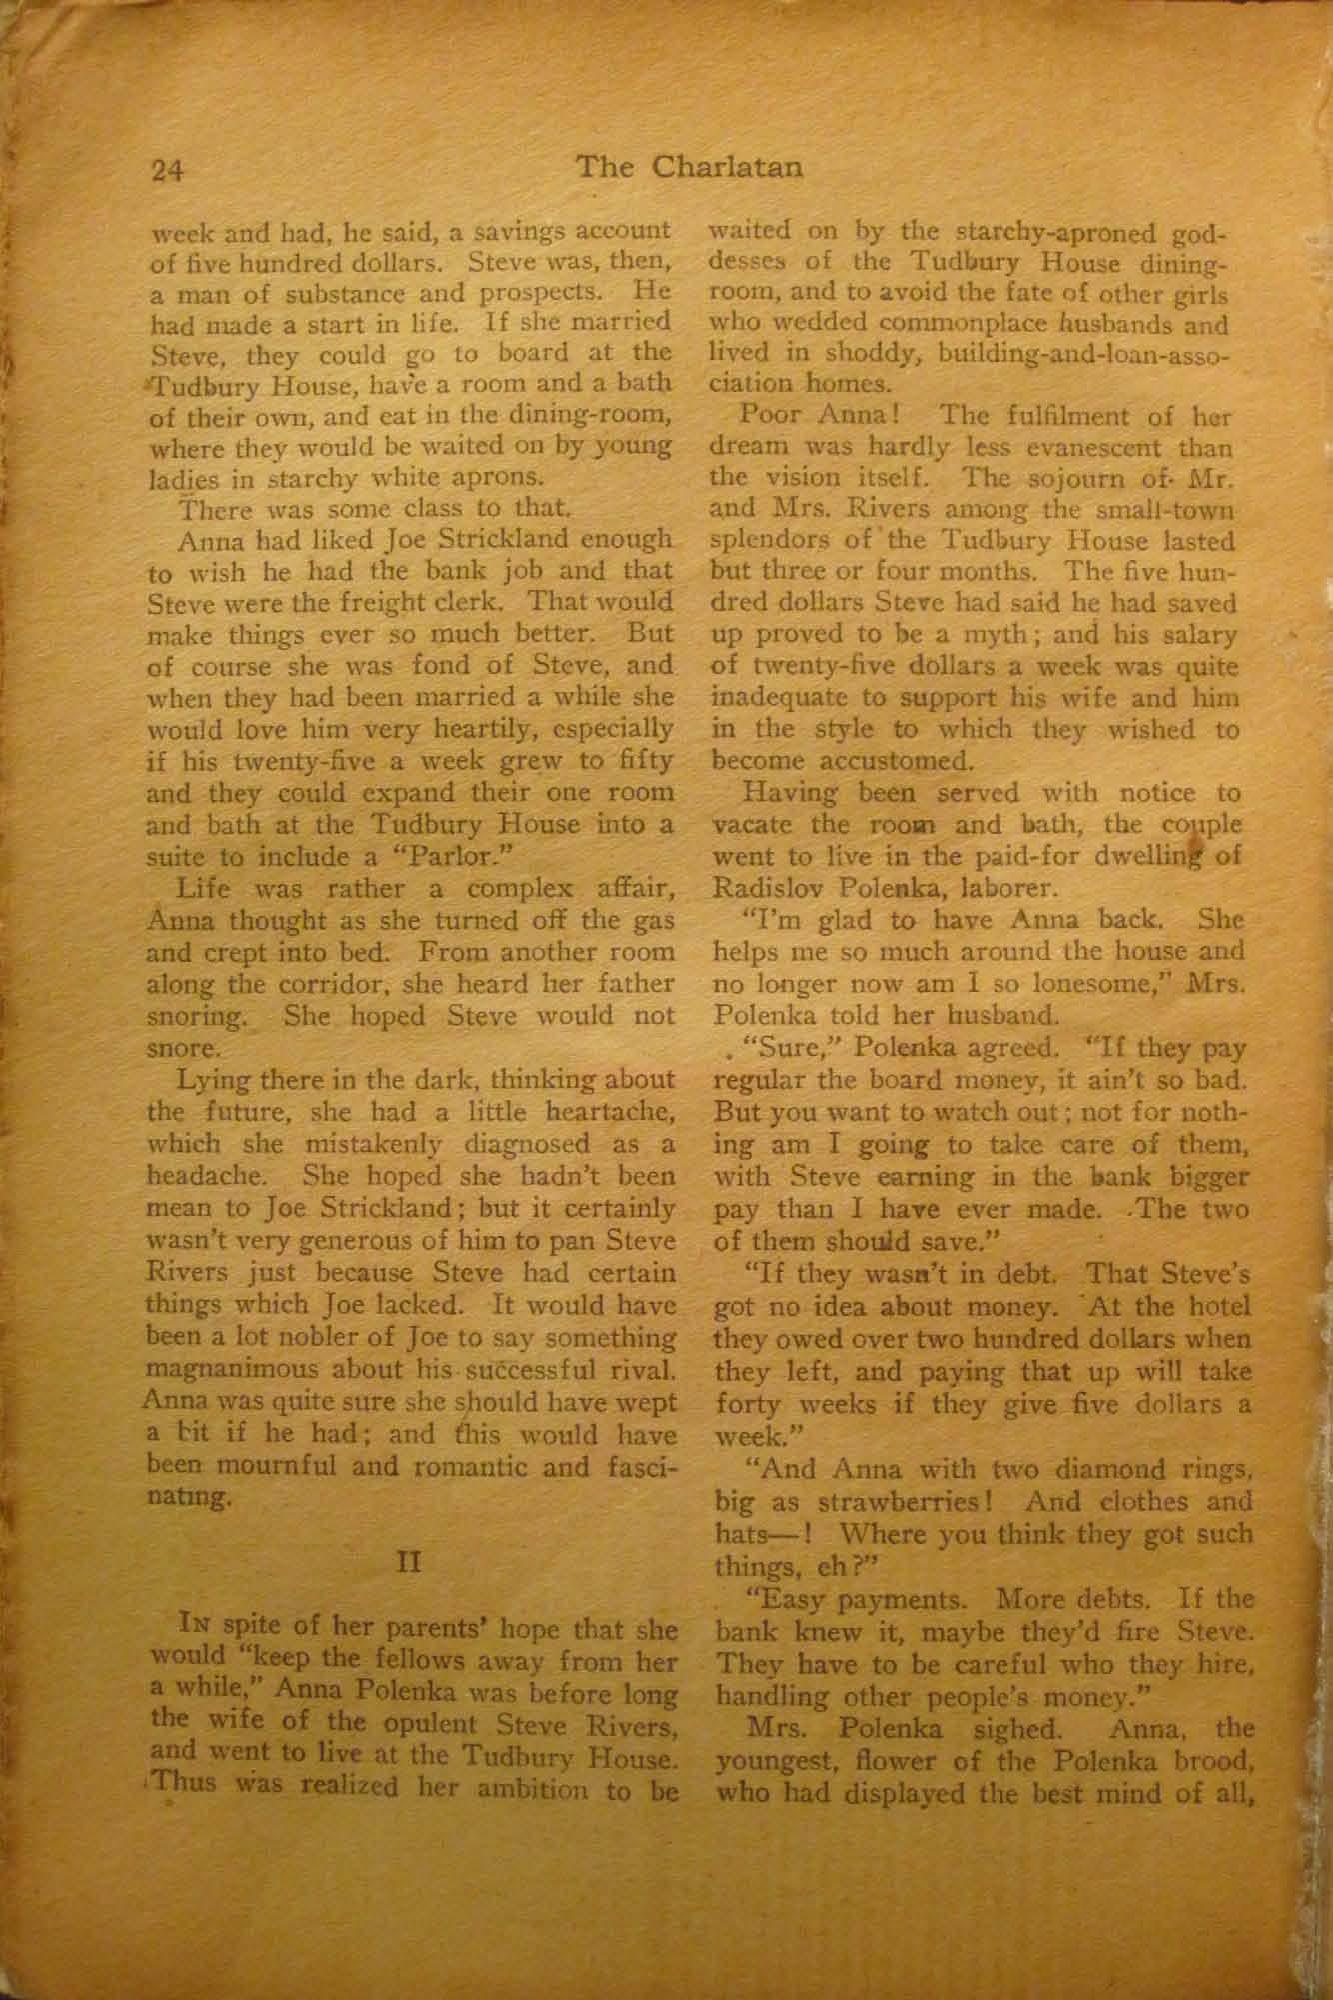 24
The Charlatan
week and had, he said, a savings account
of five hundred dollars. Steve was, then,
a man of substance and prospects. He
had made a start in life. If she married
Steve, they could go to board at the
Tudbury House, have a room and a bath
of their own, and eat in the dining-room,
where they would be waited on by young
ladies in starchy white aprons.
There was some class to that.
Anna had liked Joe Strickland enough
to wish he had the bank job and that
Steve were the freight clerk. That would
make things ever so much better. But
of course she was fond of Steve, and
when they had been married a while she
would love him very heartily, especially
if his twenty-five a week grew to fifty
and they could expand their one room
and bath at the Tudbury House into a
suite to include a “Parlor.”
Life was rather a complex affair,
Anna thought as she turned off the gas
and crept into bed. From another room
along the corridor, she heard her father
snoring. She hoped Steve would not
snore.
Lying there in the dark, thinking about
the future, she had a little heartache,
which she mistakenly diagnosed as a
headache. She hoped she hadn’t been
mean to Joe Strickland; but it certainly
wasn’t very generous of him to pan Steve
Rivers just because Steve had certain
things which Joe lacked. It would have
been a lot nobler of Joe to say something
magnanimous about his successful rival.
Anna was quite sure she should have wept
a bit if he had; and this would have
been mournful and romantic and fasci-
nating.
II
In spite of her parents’ hope that she
would “keep the fellows away from her
a while,” Anna Polenka was before long
the wife of the opulent Steve Rivers,
and went to live at the Tudbury House.
Thus was realized her ambition to be
waited on by the starchy-aproned god-
desses of the Tudbury House dining-
room, and to avoid the fate of other girls
who wedded commonplace husbands and
lived in shoddy, building-and-loan-asso-
ciation homes.
Poor Anna! The fulfilment of her
dream was hardly less evanescent than
the vision itself. The sojourn of Mr.
and Mrs. Rivers among the small-town
splendors of the Tudbury House lasted
but three or four months. The five hun-
dred dollars Steve had said he had saved
up proved to be a myth; and his salary
of twenty-five dollars a week was quite
inadequate to support his wife and him
in the style to which they wished to
become accustomed.
Having been served with notice to
vacate the room and bath, the couple
went to live in the paid-for dwelling of
Radislov Polenka, laborer.
“I’m glad to have Anna back. She
helps me so much around the house and
no longer now am I so lonesome,” Mrs.
Polenka told her husband.
“Sure,” Polenka agreed. “If they pay
regular the board money, it ain’t so bad.
But you want to watch out; not for noth-
ing am I going to take care of them,
with Steve earning in the bank bigger
pay than I have ever made. The two
of them should save.”
“If they wasn’t in debt. That Steve’s
got no idea about money. At the hotel
they owed over two hundred dollars when
they left, and paying that up will take
forty weeks if they give five dollars a
week.”
“And Anna with two diamond rings,
big as strawberries! And clothes and
hats—! Where you think they got such
things, eh?”
“Easy payments. More debts. If the
bank knew it, maybe they’d fire Steve.
They have to be careful who they hire,
handling other people’s money.”
Mrs. Polenka sighed. Anna, the
youngest, flower of the Polenka brood,
who had displayed the best mind of all,